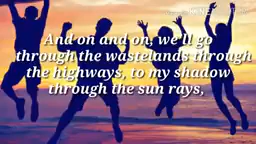 And on and on, we'll go
through the wastelands through
the highways, to my shadow
through the sun rays,